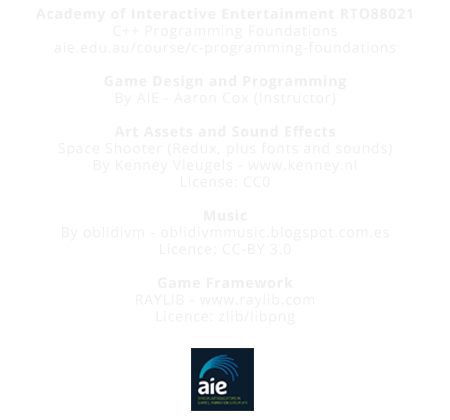 Academy of Interactive Entertainment RTO88021
C++ Programming Foundations
aie.edu.au/course/c-programming-foundations
Game Design and Programming
By AIE - Aaron Cox (Instructor)
Art Assets and Sound Effects
Space Shooter (Redux, plus fonts and sounds)
By Kenney Vleugels - www.kenney.nl
License: CC0
Music
By oblidivm - oblidivmmusic.blogspot.com.es
Licence: CC-BY 3.0
Game Framework
RAYLIB - www.raylib.com
Licence: zlib/libpng
aie